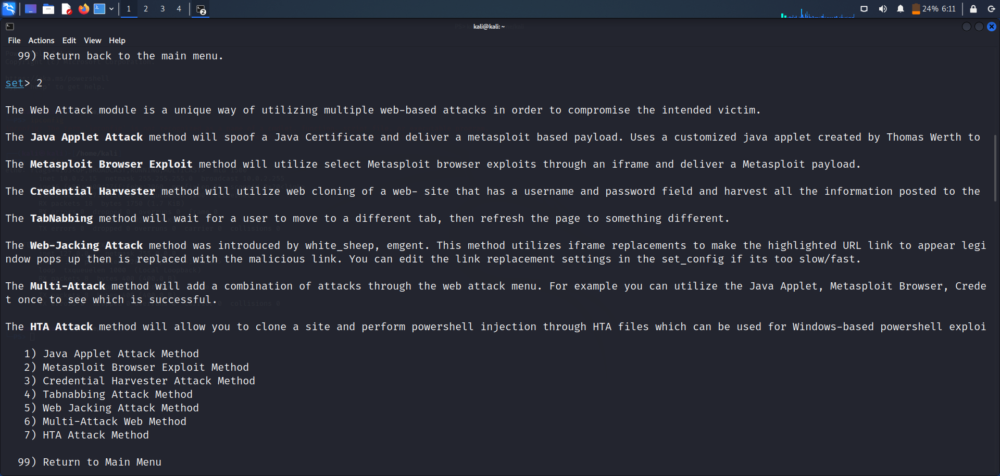 1 2 3 4 2 24% 6:11
kali@kali: ~
File Actions Edit View Help
99) Return back to the main menu.
set> 2
The Web Attack module is a unique way of utilizing multiple web-based attacks in order to compromise the intended victim.
The Java Applet Attack method will spoof a Java Certificate and deliver a metasploit based payload. Uses a customized java applet created by Thomas Werth to
The Metasploit Browser Exploit method will utilize select Metasploit browser exploits through an iframe and deliver a Metasploit payload.
The Credential Harvester method will utilize web cloning of a web- site that has a username and password field and harvest all the information posted to the
The TabNabbing method will wait for a user to move to a different tab, then refresh the page to something different.
The Web-Jacking Attack method was introduced by white_sheep, emgent. This method utilizes iframe replacements to make the highlighted URL link to appear legi
ndow pops up then is replaced with the malicious link. You can edit the link replacement settings in the set_config if its too slow/fast.
The Multi-Attack method will add a combination of attacks through the web attack menu. For example you can utilize the Java Applet, Metasploit Browser, Crede
t once to see which is successful.
The HTA Attack method will allow you to clone a site and perform powershell injection through HTA files which can be used for Windows-based powershell exploi
1) Java Applet Attack Method
2) Metasploit Browser Exploit Method
3) Credential Harvester Attack Method
4) Tabnabbing Attack Method
5) Web Jacking Attack Method
6) Multi-Attack Web Method
7) HTA Attack Method
99) Return to Main Menu